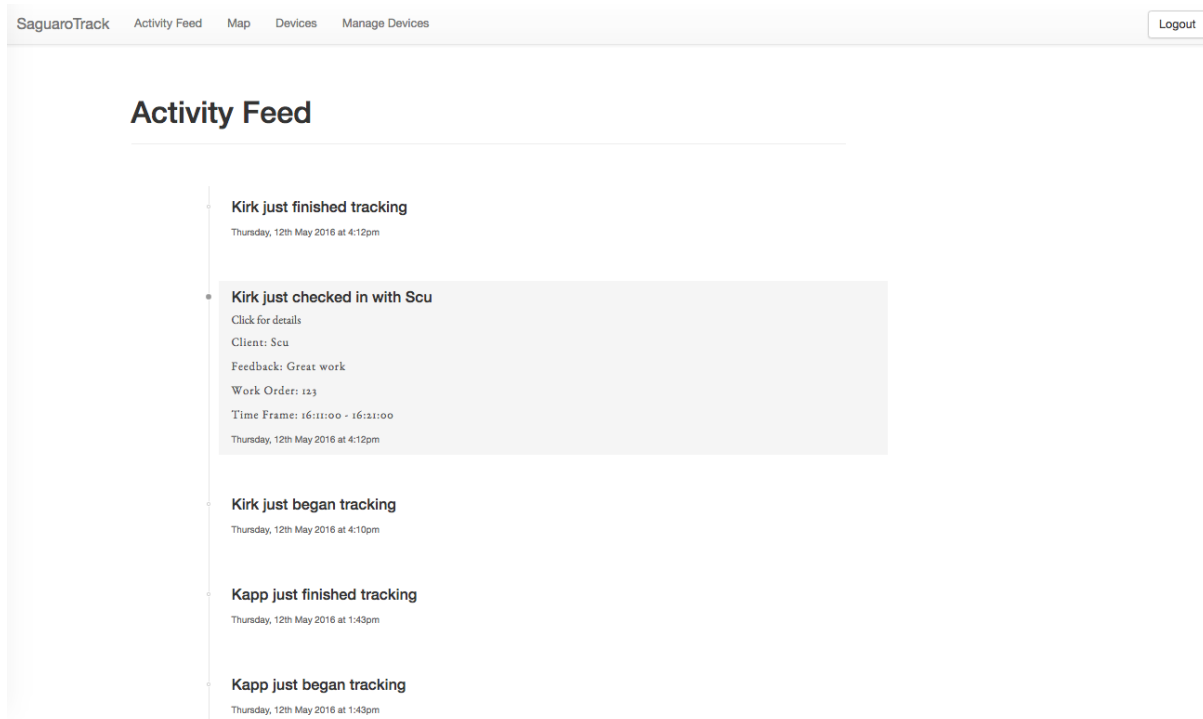 SaguaroTrack Activity Feed Map Devices Manage Devices Logout
Activity Feed
Kirk just finished tracking
Thursday, 12th May 2016 at 4:12pm
Kirk just checked in with Scu
Click for details
Client: Scu
Feedback: Great work
Work Order: 123
Time Frame: 16:11:00 - 16:21:00
Thursday, 12th May 2016 at 4:12pm
Kirk just began tracking
Thursday, 12th May 2016 at 4:10pm
Kapp just finished tracking
Thursday, 12th May 2016 at 1:43pm
Kapp just began tracking
Thursday, 12th May 2016 at 1:43pm